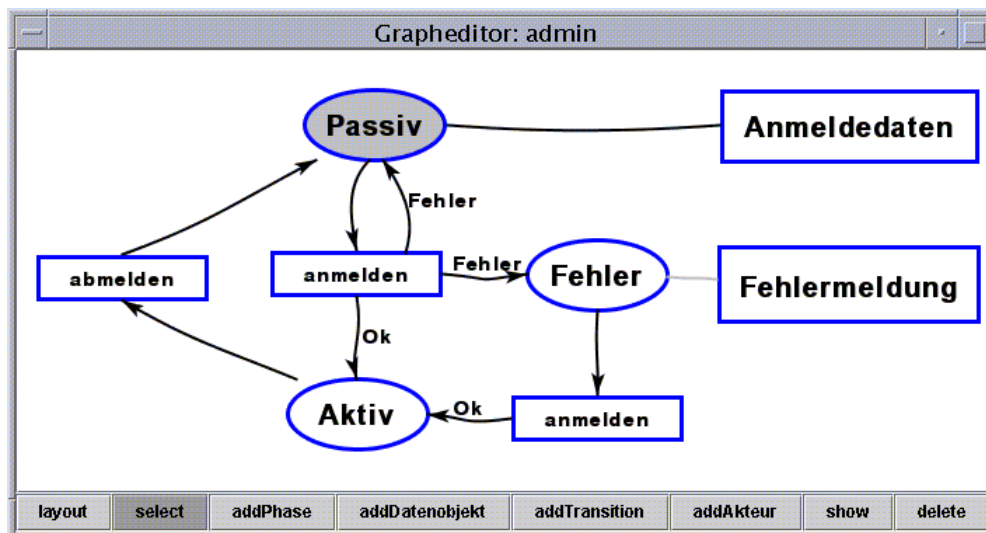 Grapheditor: admin
Passiv
Anmeldedaten
Fehler
abmelden
anmelden
Fehler
Fehler
Fehlermeldung
Ok
Aktiv
Ok
anmelden
layout select addPhase addDatenobjekt addTransition addAkteur show delete